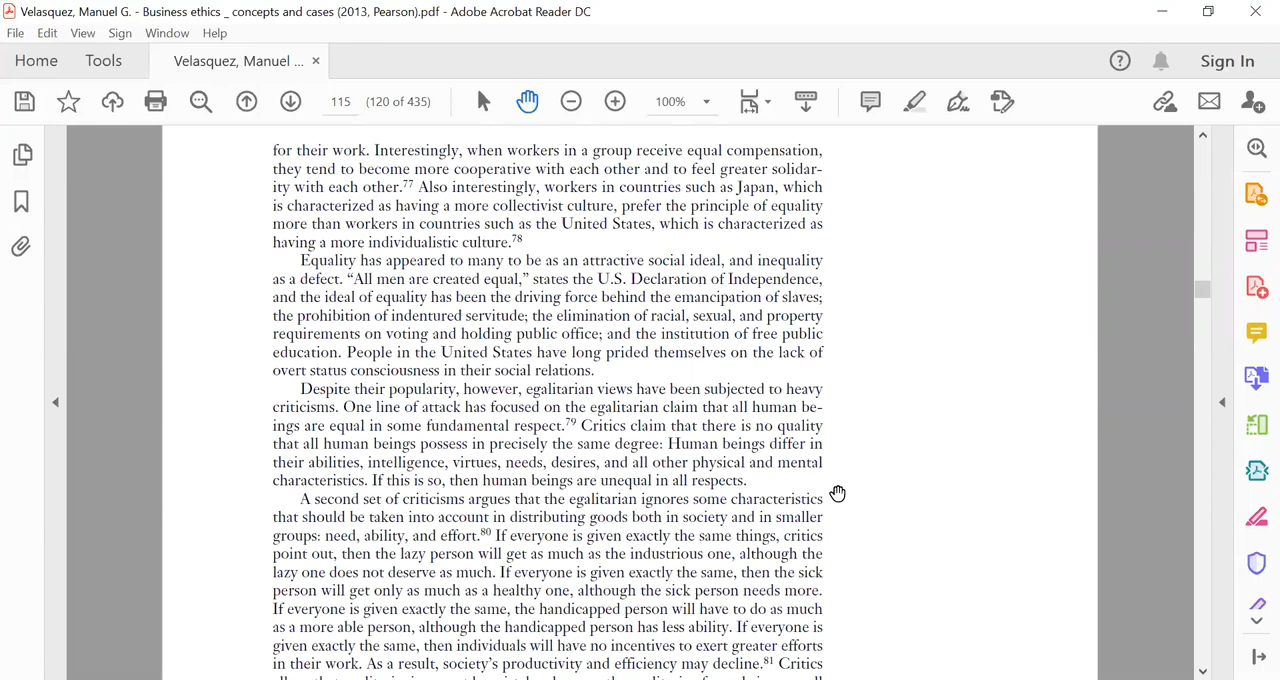 Velasquez, Manuel G. - Business ethics _ concepts and cases (2013, Pearson).pdf - Adobe Acrobat Reader DC
File Edit View Sign Window Help
Home Tools Velasquez, Manuel ... × Sign In
115 (120 of 435) 100%
for their work. Interestingly, when workers in a group receive equal compensation,
they tend to become more cooperative with each other and to feel greater solidar-
ity with each other.77 Also interestingly, workers in countries such as Japan, which
is characterized as having a more collectivist culture, prefer the principle of equality
more than workers in countries such as the United States, which is characterized as
having a more individualistic culture.78
Equality has appeared to many to be as an attractive social ideal, and inequality
as a defect. “All men are created equal,” states the U.S. Declaration of Independence,
and the ideal of equality has been the driving force behind the emancipation of slaves;
the prohibition of indentured servitude; the elimination of racial, sexual, and property
requirements on voting and holding public office; and the institution of free public
education. People in the United States have long prided themselves on the lack of
overt status consciousness in their social relations.
Despite their popularity, however, egalitarian views have been subjected to heavy
criticisms. One line of attack has focused on the egalitarian claim that all human be-
ings are equal in some fundamental respect.79 Critics claim that there is no quality
that all human beings possess in precisely the same degree: Human beings differ in
their abilities, intelligence, virtues, needs, desires, and all other physical and mental
characteristics. If this is so, then human beings are unequal in all respects.
A second set of criticisms argues that the egalitarian ignores some characteristics
that should be taken into account in distributing goods both in society and in smaller
groups: need, ability, and effort.80 If everyone is given exactly the same things, critics
point out, then the lazy person will get as much as the industrious one, although the
lazy one does not deserve as much. If everyone is given exactly the same, then the sick
person will get only as much as a healthy one, although the sick person needs more.
If everyone is given exactly the same, the handicapped person will have to do as much
as a more able person, although the handicapped person has less ability. If everyone is
given exactly the same, then individuals will have no incentives to exert greater efforts
in their work. As a result, society’s productivity and efficiency may decline.81 Critics